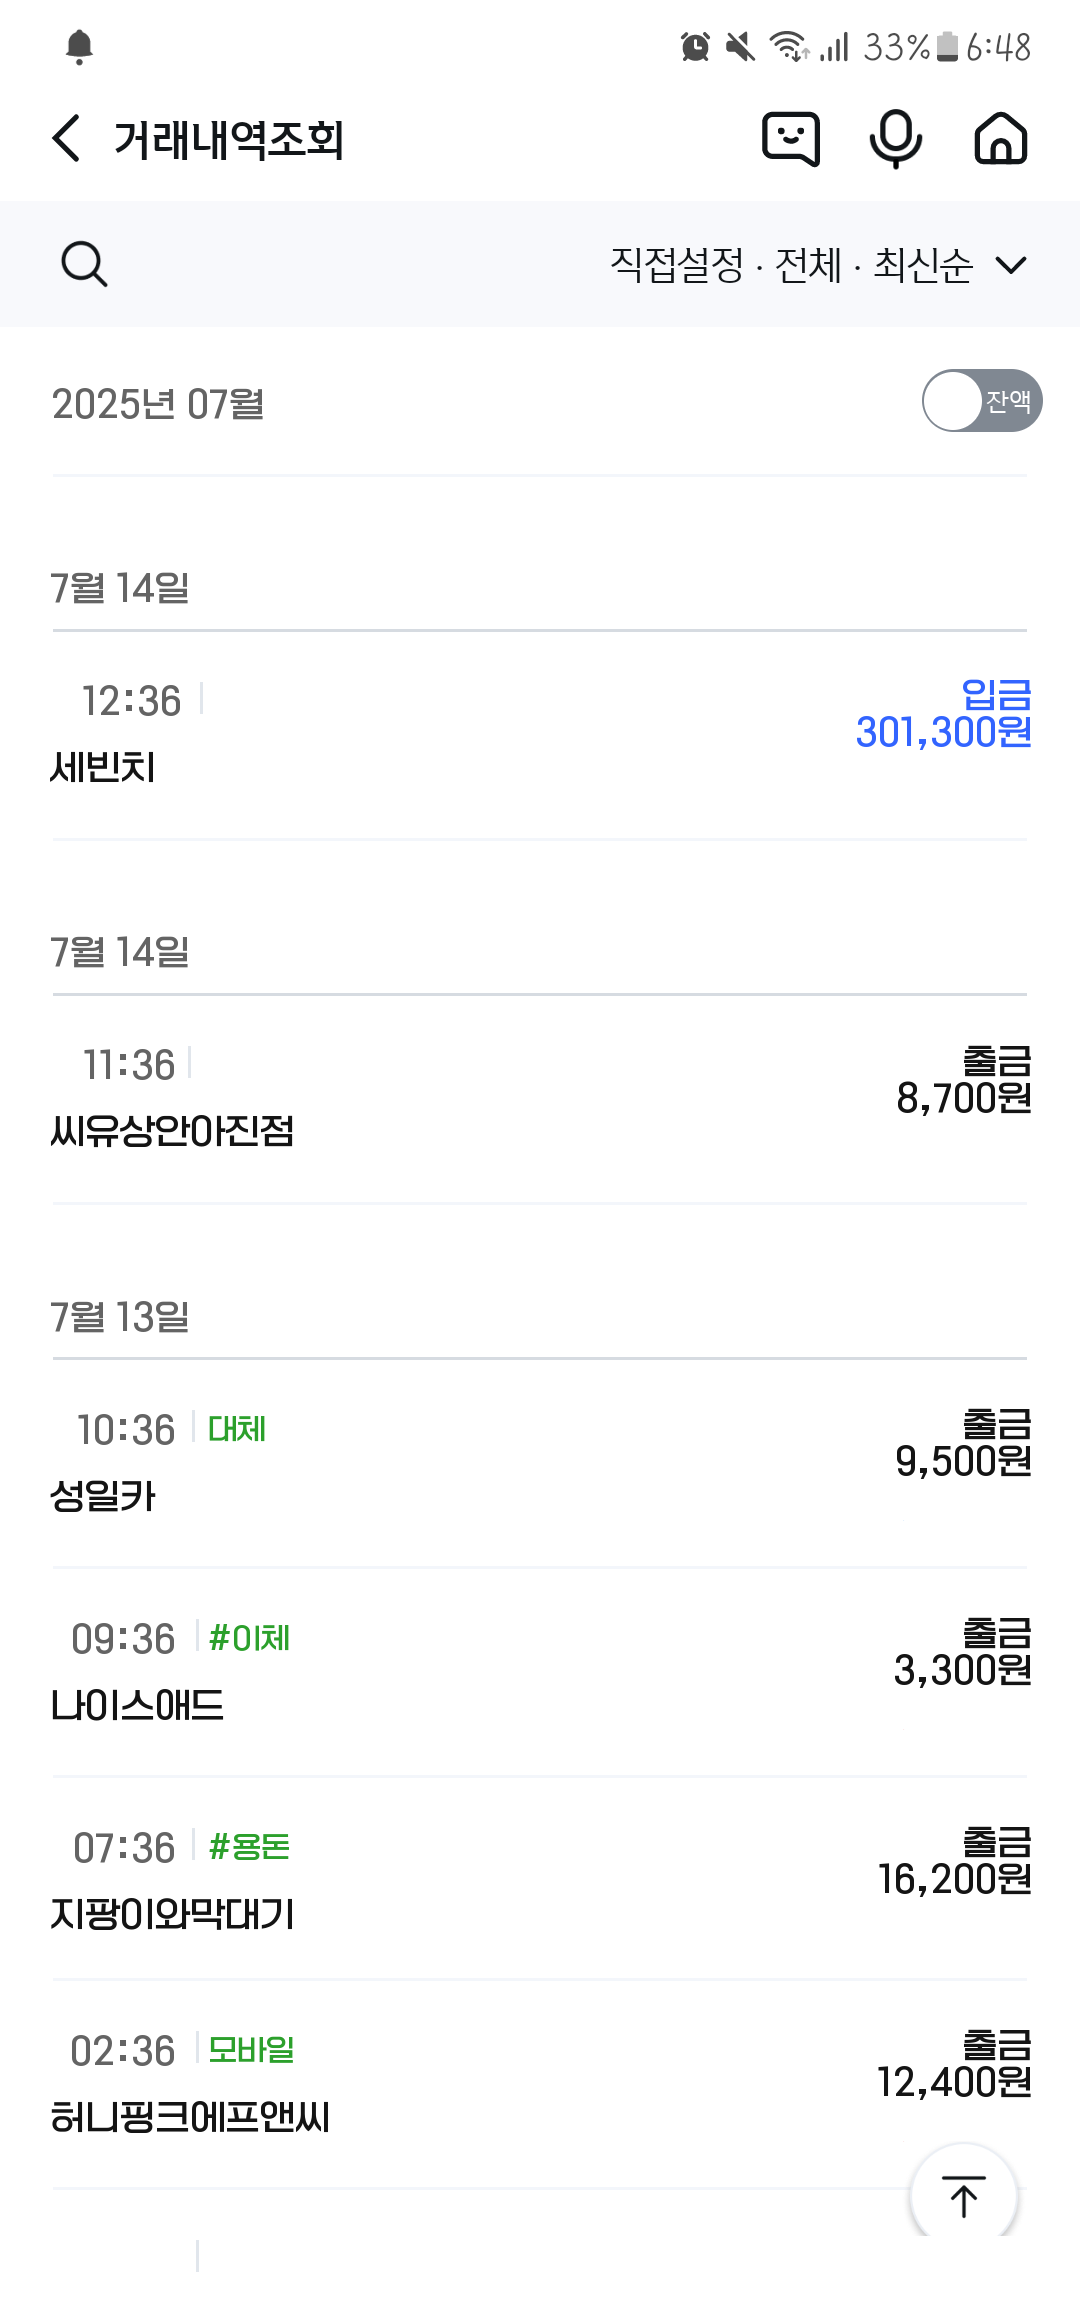 33% 6:48
거래내역조회
직접설정 · 전체 · 최신순
2025년 07월
잔액
7월 14일
12:36
입금
301,300원
세빈치
7월 14일
11:36
출금
8,700원
씨유상안아진점
7월 13일
10:36 대체
출금
9,500원
성일카
09:36 #이체
출금
3,300원
나이스애드
07:36 #용돈
출금
16,200원
지팡이와막대기
02:36 모바일
출금
12,400원
허니핑크에프앤씨